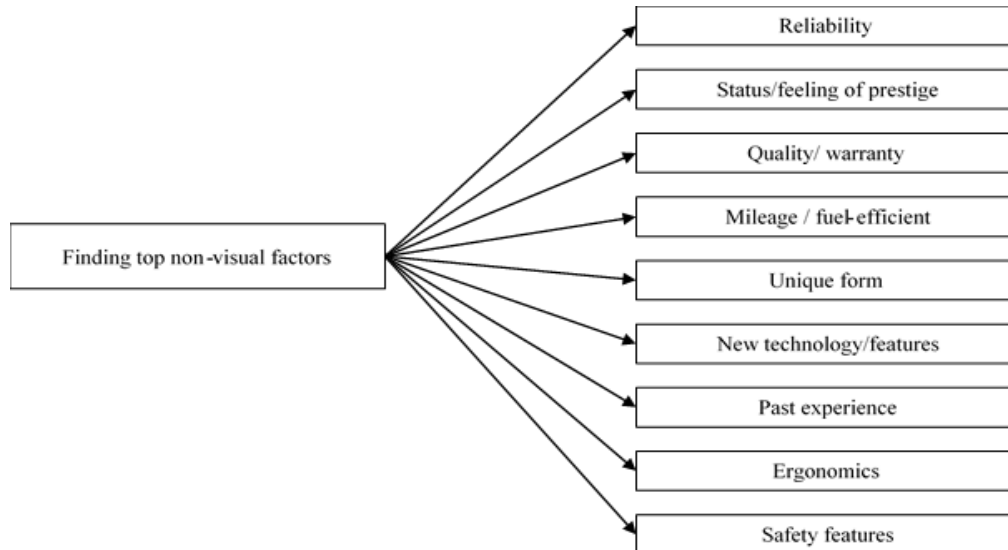 Reliability
Status/feeling of prestige
Quality/ warranty
Mileage / fuel-efficient
Finding top non-visual factors
Unique form
New technology/features
Past experience
Ergonomics
Safety features